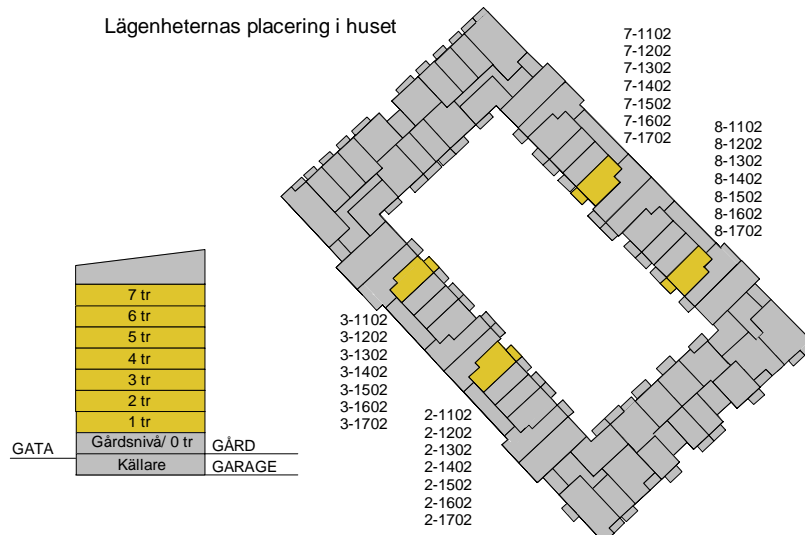 Lägenheternas placering i huset
7-1102
7-1202
7-1302
7-1402
7-1502
7-1602
7-1702
8-1102
8-1202
8-1302
8-1402
8-1502
8-1602
8-1702
3-1102
3-1202
3-1302
3-1402
3-1502
3-1602
3-1702
2-1102
2-1202
2-1302
2-1402
2-1502
2-1602
2-1702
7 tr
6 tr
5 tr
4 tr
3 tr
2 tr
1 tr
Gårdsnivå/ 0 tr
Källare
GATA
GÅRD
GARAGE